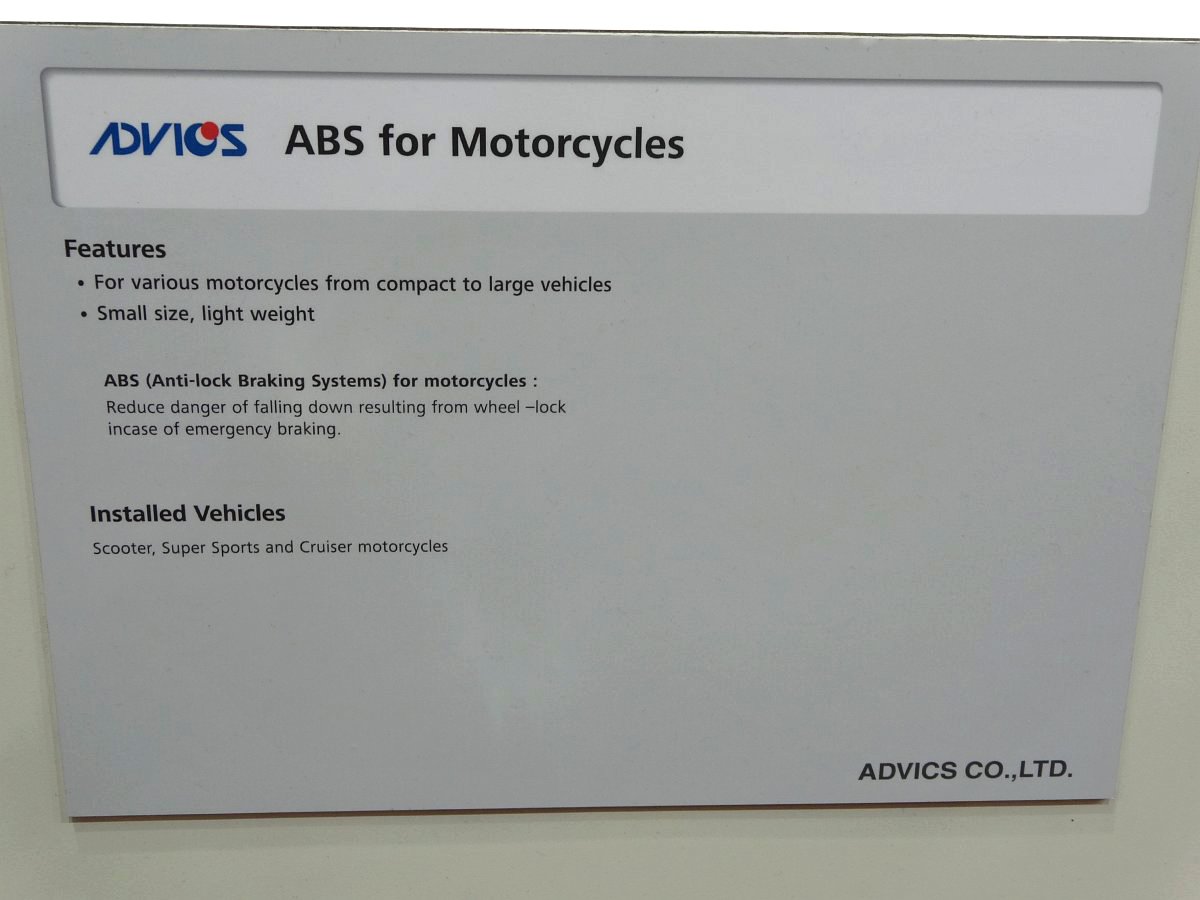 ADVICS ABS for Motorcycles
Features
• For various motorcycles from compact to large vehicles
• Small size, light weight
ABS (Anti-lock Braking Systems) for motorcycles :
Reduce danger of falling down resulting from wheel –lock
incase of emergency braking.
Installed Vehicles
Scooter, Super Sports and Cruiser motorcycles
ADVICS CO.,LTD.